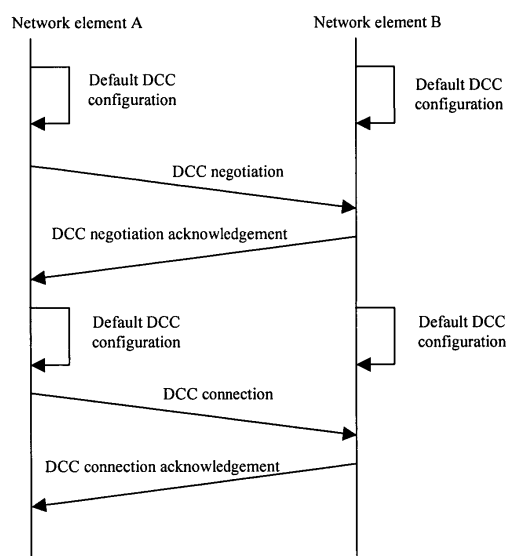 Network element A
Network element B
Default DCC
configuration
Default DCC
configuration
DCC negotiation
DCC negotiation acknowledgement
Default DCC
configuration
Default DCC
configuration
DCC connection
DCC connection acknowledgement